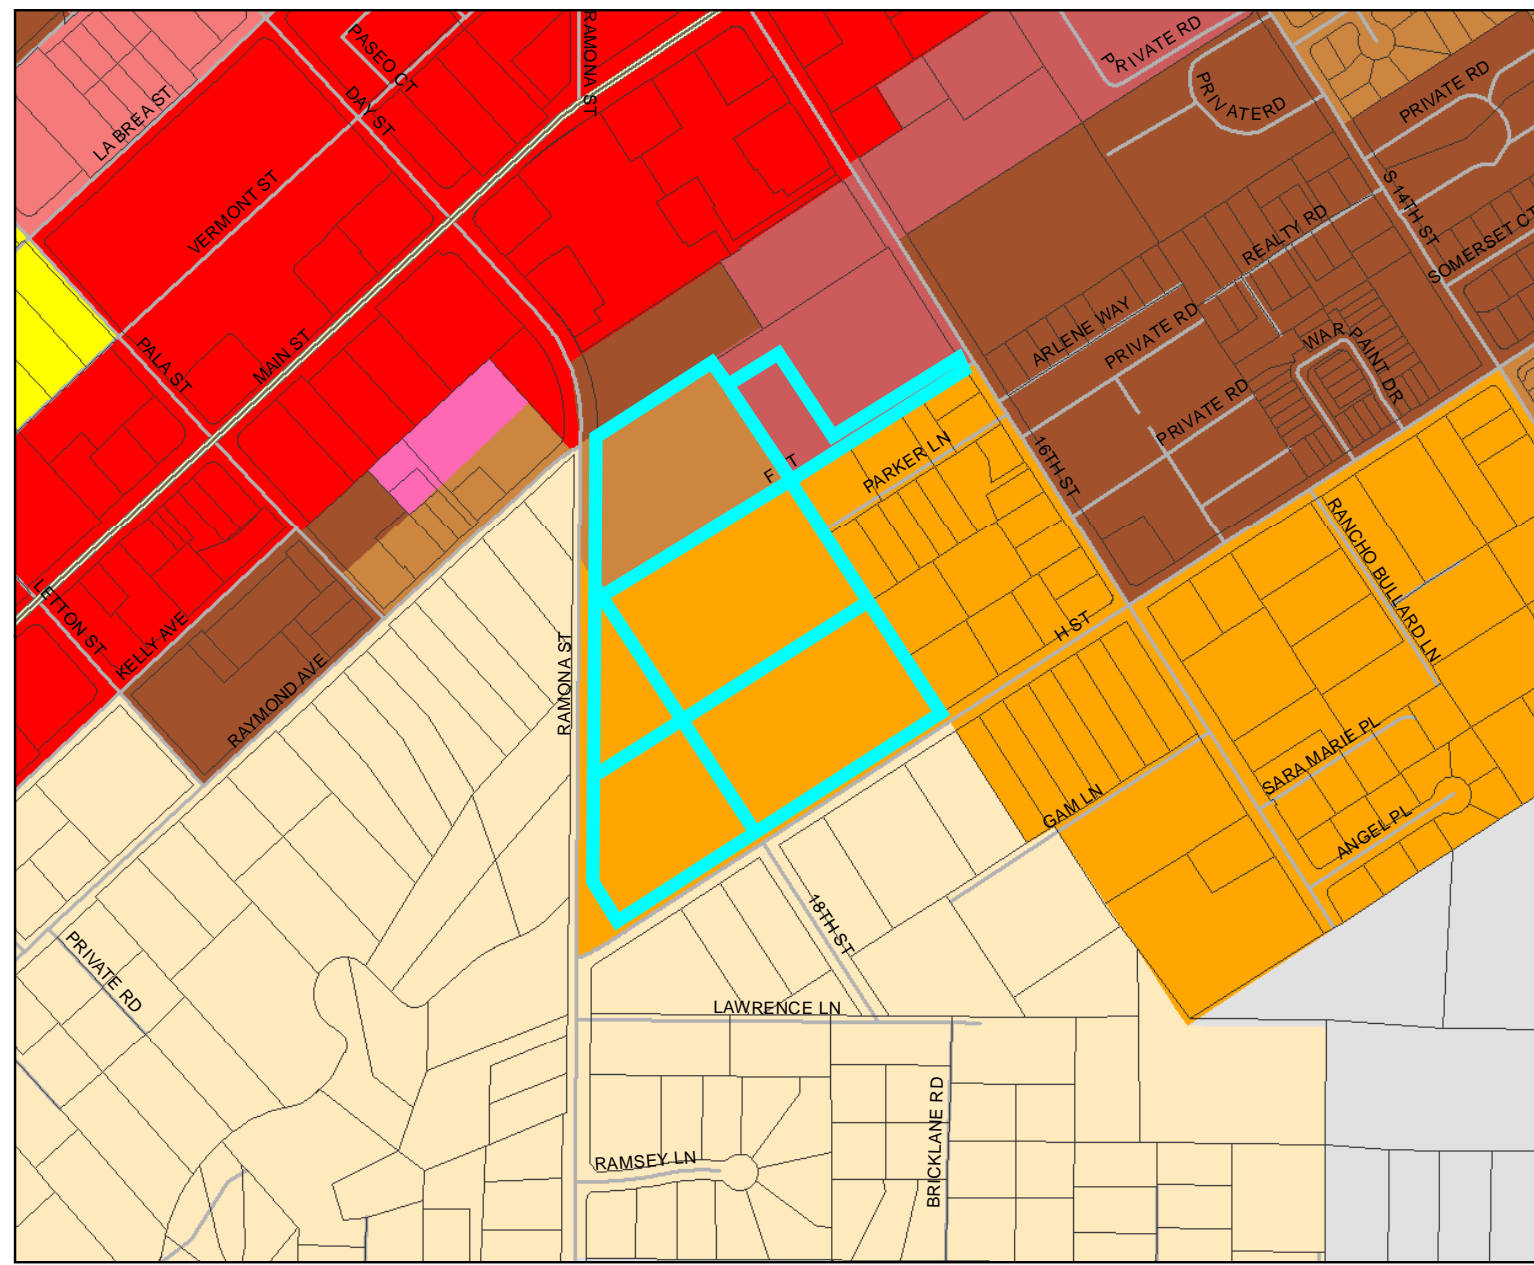 PASEO CT
RAMONA ST
PRIVATE RD
LA BREA ST
DAY ST
PRIVATE RD
PRIVATE RD
VERMONT ST
S 14TH ST
REALTY RD
SOMERSET CT
PALA ST
MAIN ST
ARLENE WAY
PRIVATE RD
WAR PAINT DR
PRIVATE RD
PARKER LN
16TH ST
RANCHO BULLARD LN
LETTON ST
KELLY AVE
RAYMOND AVE
RAMONA ST
H ST
SARA MARIE PL
GAM LN
ANGEL PL
18TH ST
PRIVATE RD
LAWRENCE LN
BRICKLANE RD
RAMSEY LN